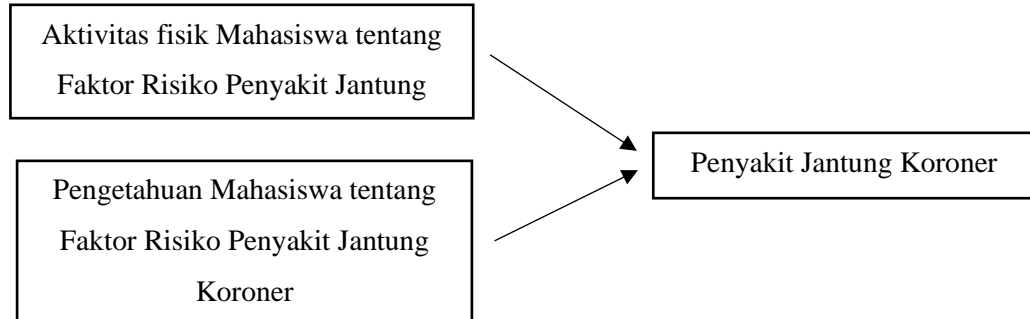 Aktivitas fisik Mahasiswa tentang
Faktor Risiko Penyakit Jantung
Penyakit Jantung Koroner
Pengetahuan Mahasiswa tentang
Faktor Risiko Penyakit Jantung
Koroner